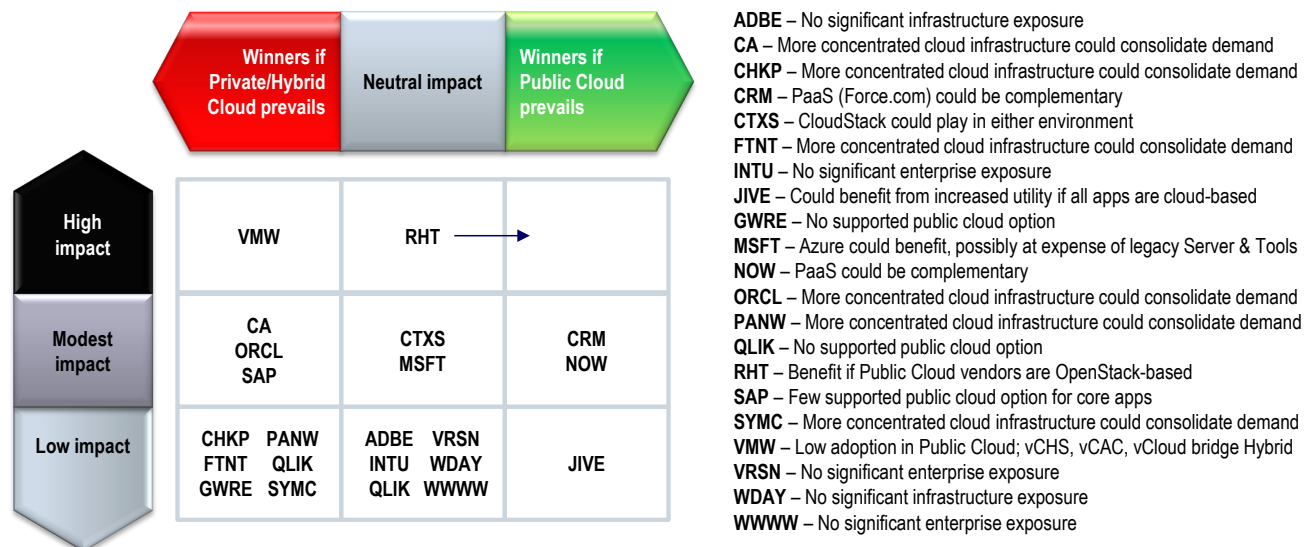 Winners if
Private/Hybrid
Cloud prevails
Neutral impact
Winners if
Public Cloud
prevails
High
impact
VMW
RHT
Modest
impact
CA
ORCL
SAP
CTXS
MSFT
CRM
NOW
Low impact
CHKP PANW
FTNT QLIK
GWRE SYMC
ADBE VRSN
INTU WDAY
QLIK WWWW
JIVE
ADBE – No significant infrastructure exposure
CA – More concentrated cloud infrastructure could consolidate demand
CHKP – More concentrated cloud infrastructure could consolidate demand
CRM – PaaS (Force.com) could be complementary
CTXS – CloudStack could play in either environment
FTNT – More concentrated cloud infrastructure could consolidate demand
INTU – No significant enterprise exposure
JIVE – Could benefit from increased utility if all apps are cloud-based
GWRE – No supported public cloud option
MSFT – Azure could benefit, possibly at expense of legacy Server & Tools
NOW – PaaS could be complementary
ORCL – More concentrated cloud infrastructure could consolidate demand
PANW – More concentrated cloud infrastructure could consolidate demand
QLIK – No supported public cloud option
RHT – Benefit if Public Cloud vendors are OpenStack-based
SAP – Few supported public cloud option for core apps
SYMC – More concentrated cloud infrastructure could consolidate demand
VMW – Low adoption in Public Cloud; vCHS, vCAC, vCloud bridge Hybrid
VRSN – No significant enterprise exposure
WDAY – No significant infrastructure exposure
WWWW – No significant enterprise exposure